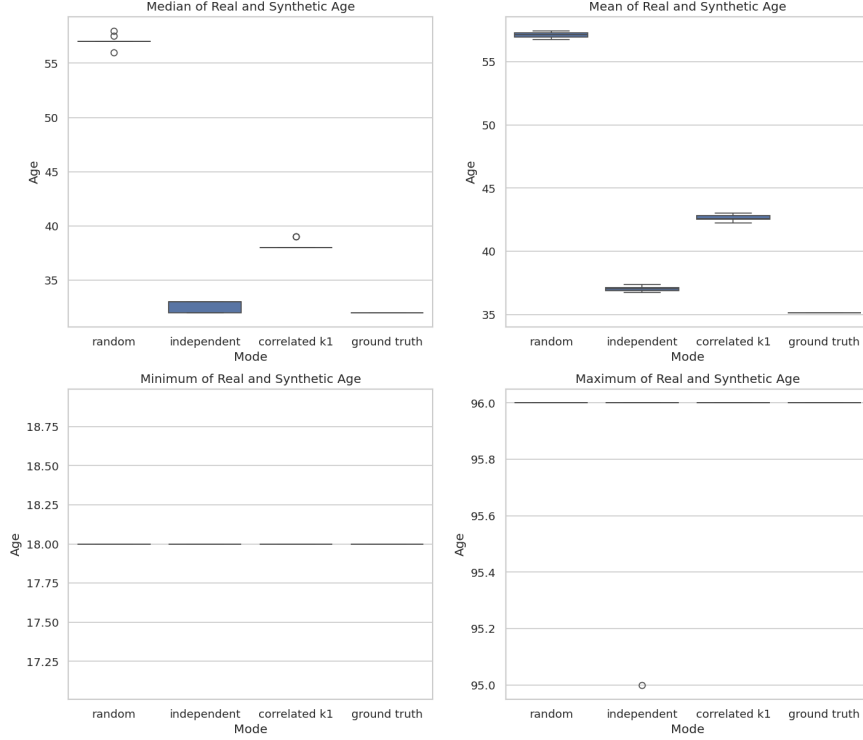 Median of Real and Synthetic Age
55
50
45
40
35
Age
random independent correlated k1 ground truth
Mode
Mean of Real and Synthetic Age
55
50
45
40
35
Age
random independent correlated k1 ground truth
Mode
Minimum of Real and Synthetic Age
18.75
18.50
18.25
18.00
17.75
17.50
17.25
Age
random independent correlated k1 ground truth
Mode
Maximum of Real and Synthetic Age
96.0
95.8
95.6
95.4
95.2
95.0
Age
random independent correlated k1 ground truth
Mode